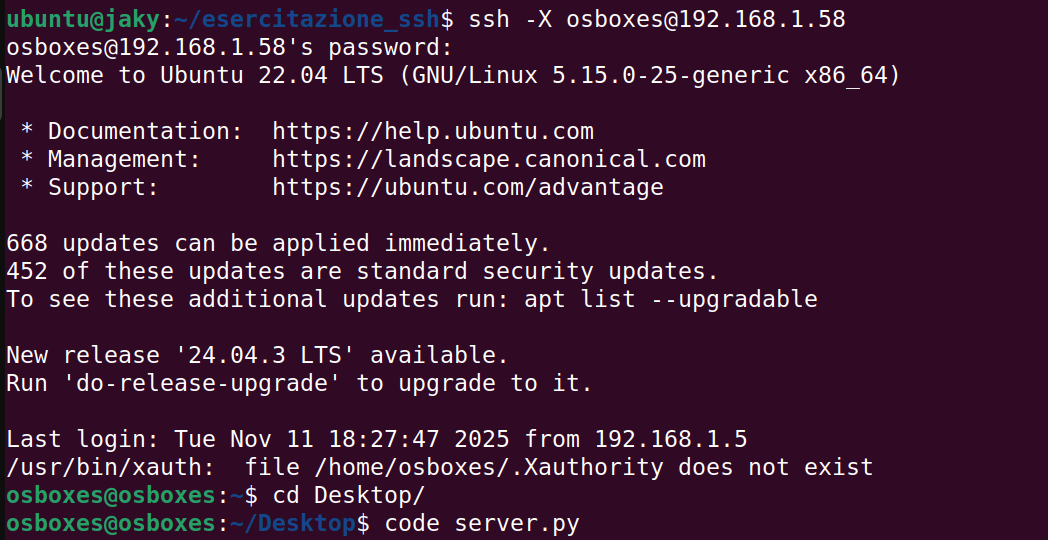 ubuntu@jaky:~/esercitazione_ssh$ ssh -X osboxes@192.168.1.58
osboxes@192.168.1.58's password:
Welcome to Ubuntu 22.04 LTS (GNU/Linux 5.15.0-25-generic x86_64)

 * Documentation:  https://help.ubuntu.com
 * Management:     https://landscape.canonical.com
 * Support:        https://ubuntu.com/advantage

668 updates can be applied immediately.
452 of these updates are standard security updates.
To see these additional updates run: apt list --upgradable

New release '24.04.3 LTS' available.
Run 'do-release-upgrade' to upgrade to it.

Last login: Tue Nov 11 18:27:47 2025 from 192.168.1.5
/usr/bin/xauth:  file /home/osboxes/.Xauthority does not exist
osboxes@osboxes:~$ cd Desktop/
osboxes@osboxes:~/Desktop$ code server.py